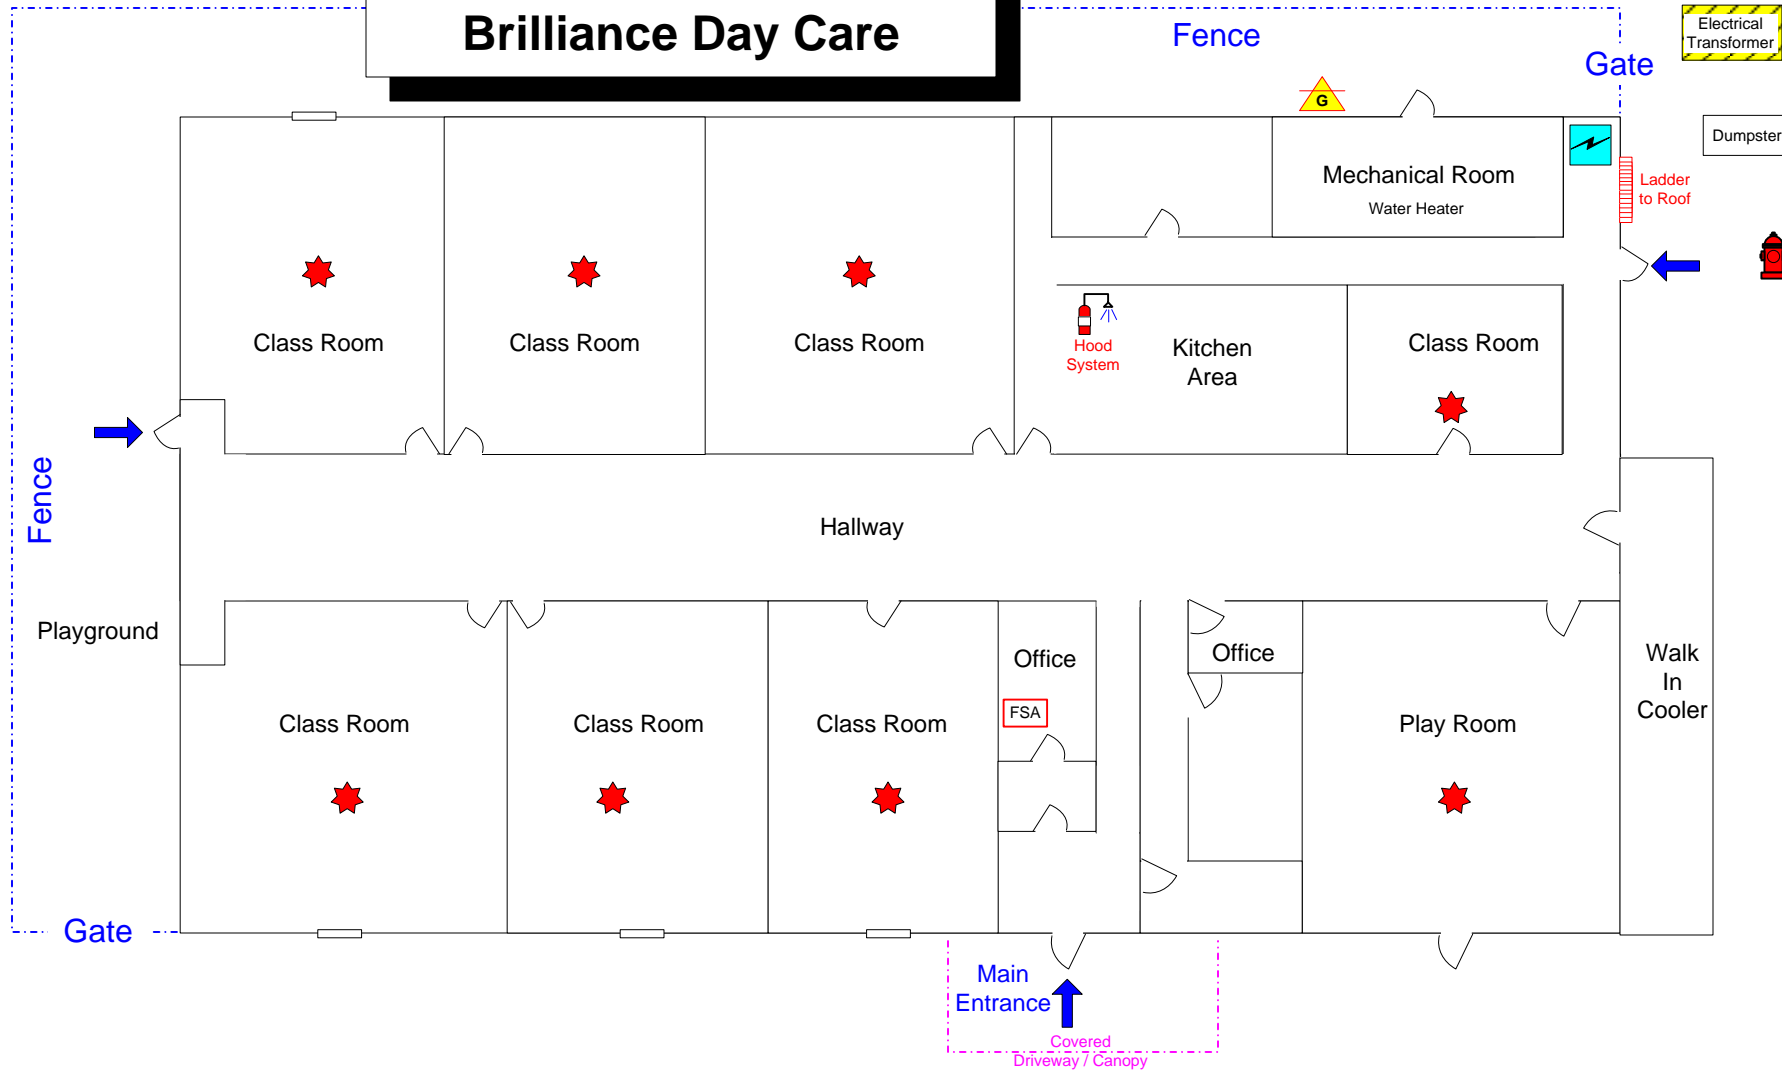 Brilliance Day Care
Fence
Gate
Electrical
Transformer
G
Dumpster
Mechanical Room
Water Heater
Ladder
to Roof
Class Room
Class Room
Class Room
Hood
System
Kitchen
Area
Class Room
Fence
Hallway
Playground
Office
Office
Walk
In
Cooler
FSA
Class Room
Class Room
Class Room
Play Room
Gate
Main
Entrance
Covered
Driveway / Canopy